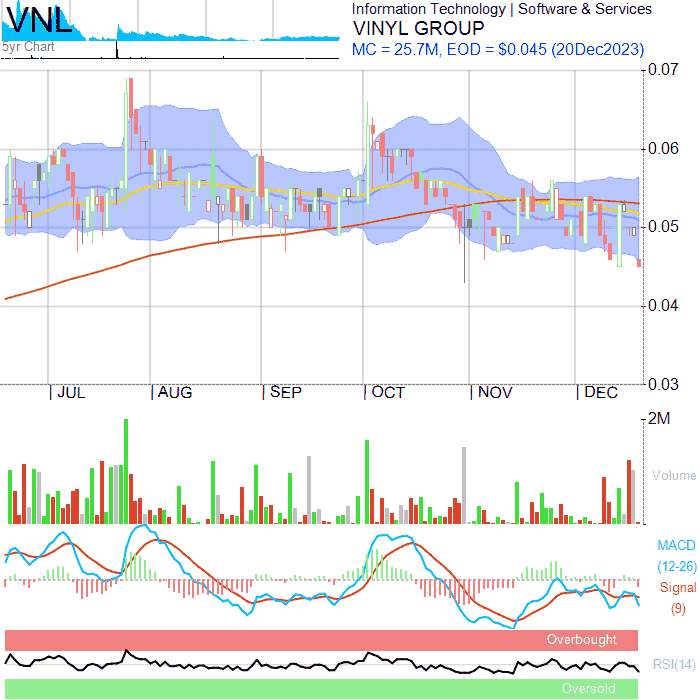 VNL
5yr Chart
Information Technology | Software & Services
VINYL GROUP
MC = 25.7M, EOD = $0.045 (20Dec2023)
0.07
0.06
0.05
0.04
0.03
JUL AUG SEP OCT NOV DEC
2M
Volume
MACD
(12-26)
Signal
(9)
Overbought
RSI(14)
Oversold